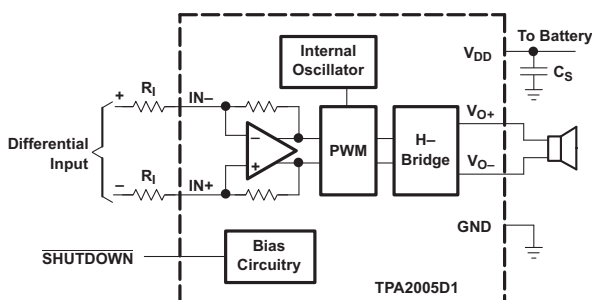 To Battery
Internal
Oscillator
VDD
CS
+
RI
IN−
VO+
Differential
Input
−
+
PWM
H–
Bridge
VO−
−
RI
IN+
GND
SHUTDOWN
Bias
Circuitry
TPA2005D1